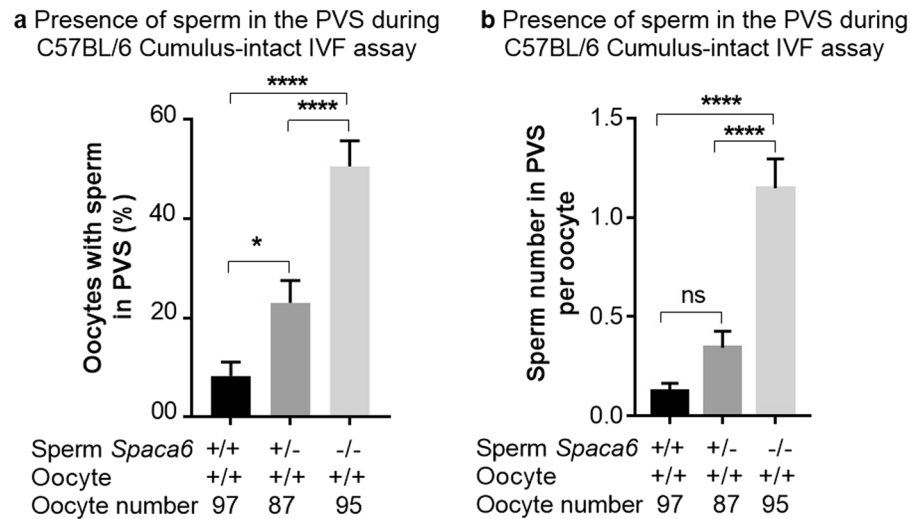 a Presence of sperm in the PVS during
C57BL/6 Cumulus-intact IVF assay
****
****
*
Oocytes with sperm
in PVS (%)
60
40
20
00
Sperm Spaca6 +/+ +/- -/-
Oocyte +/+ +/+ +/+
Oocyte number 97 87 95
b Presence of sperm in the PVS during
C57BL/6 Cumulus-intact IVF assay
****
****
ns
Sperm number in PVS
per oocyte
1.5
1.0
0.5
0.0
Sperm Spaca6 +/+ +/- -/-
Oocyte +/+ +/+ +/+
Oocyte number 97 87 95